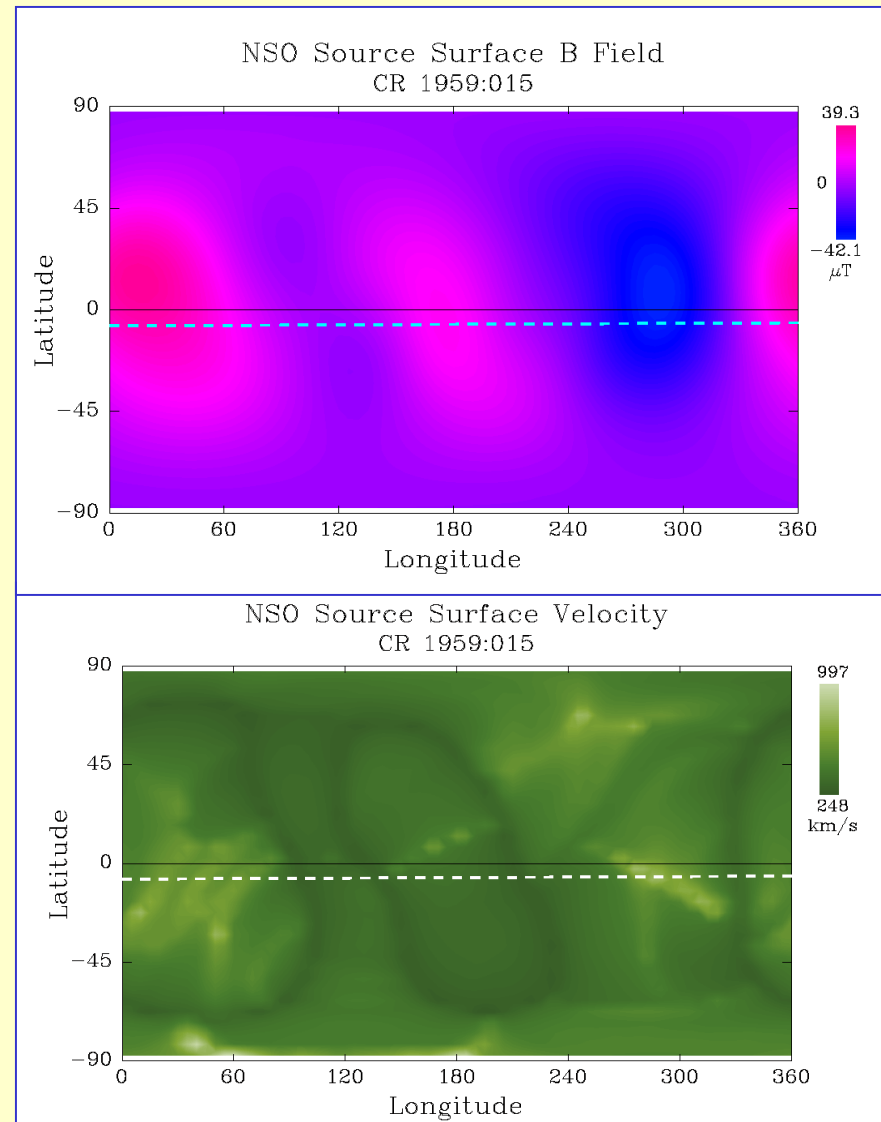 NSO Source Surface B Field
CR 1959:015
90
45
0
−45
−90
Latitude
0 60 120 180 240 300 360
Longitude
39.3
0
−42.1
μT
NSO Source Surface Velocity
CR 1959:015
90
45
0
−45
−90
Latitude
0 60 120 180 240 300 360
Longitude
997
248
km/s